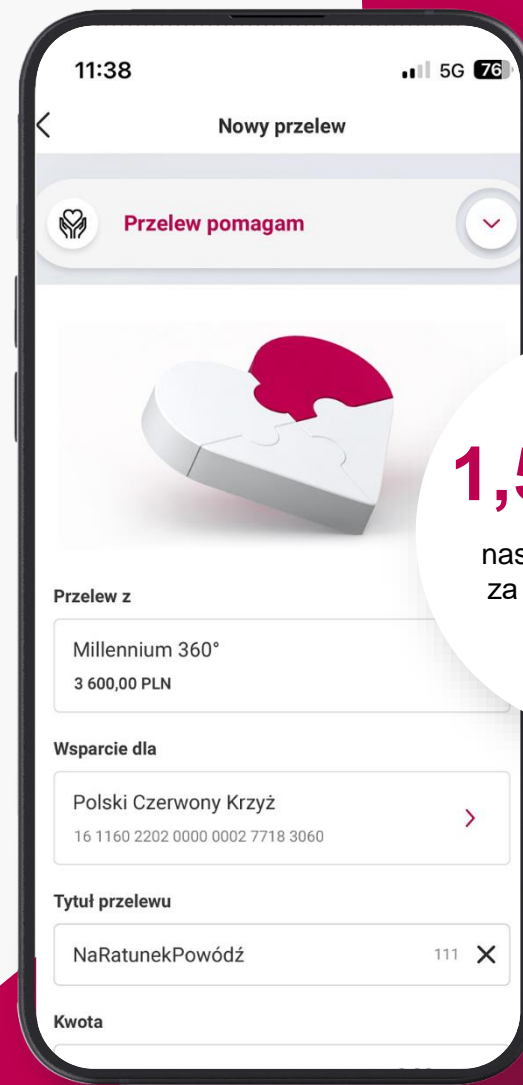 11:38
5G 76
Nowy przelew
Przelew pomagam
1,5
nas
za
Przelew z
Millennium 360°
3 600,00 PLN
Wsparcie dla
Polski Czerwony Krzyż
16 1160 2202 0000 0002 7718 3060
Tytuł przelewu
NaRatunekPowódź 111
Kwota